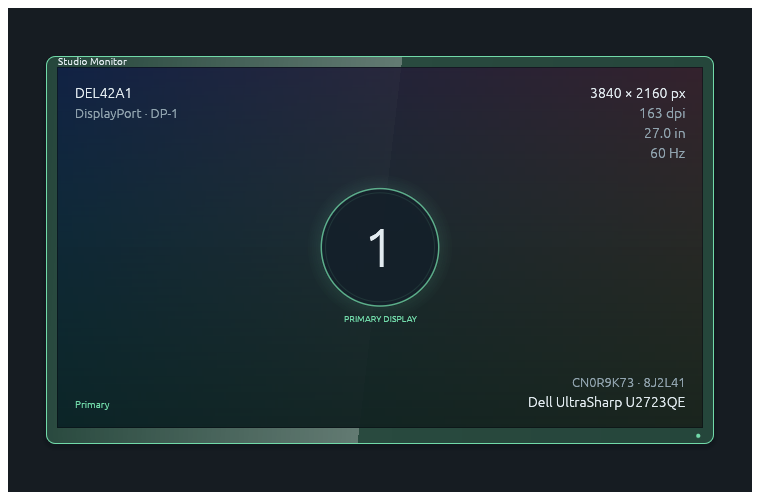 Studio Monitor
DEL42A1
DisplayPort · DP-1
3840 × 2160 px
163 dpi
27.0 in
60 Hz
1
PRIMARY DISPLAY
Primary
CN0R9K73 · 8J2L41
Dell UltraSharp U2723QE